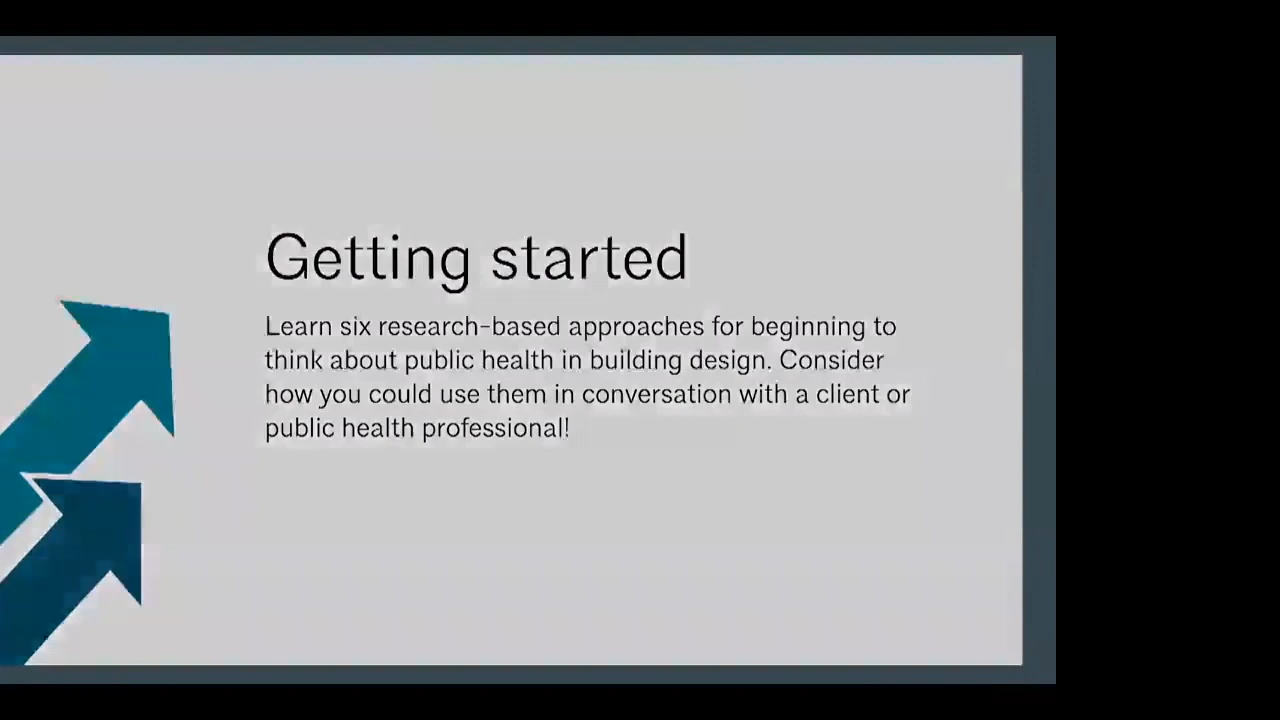 Getting started
Learn six research-based approaches for beginning to
think about public health in building design. Consider
how you could use them in conversation with a client or
public health professional!